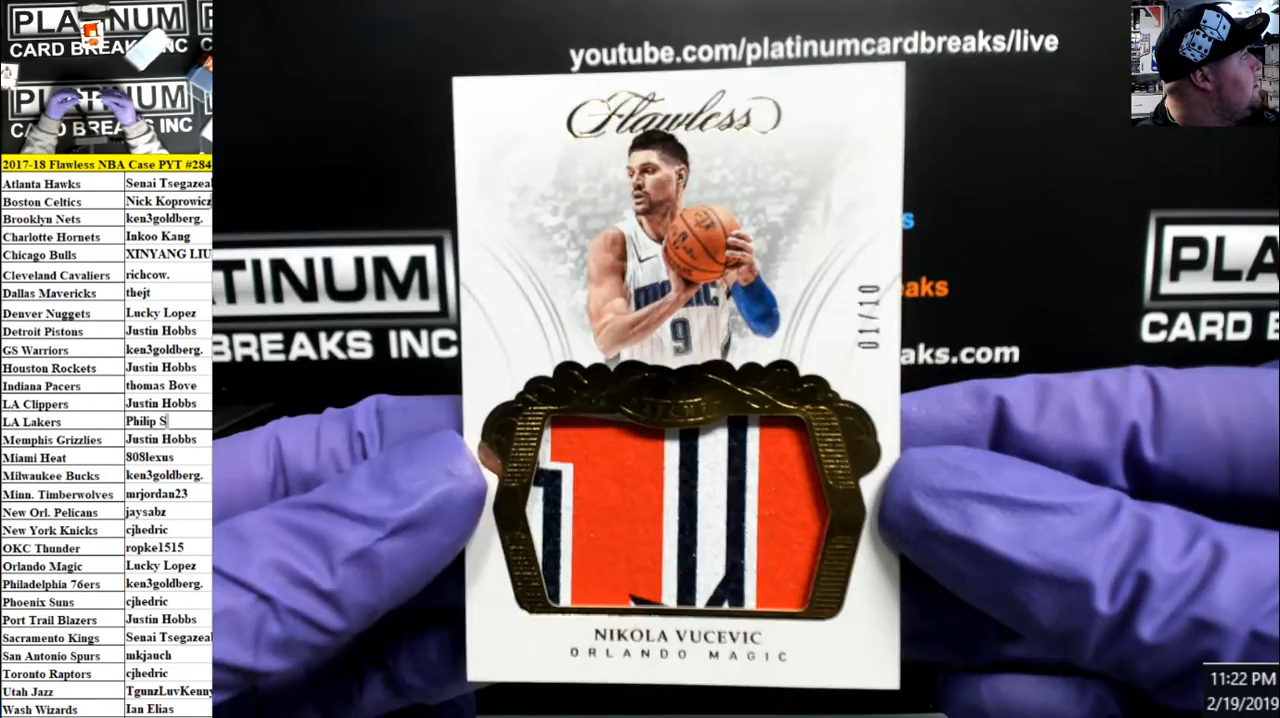 PLATINUM
CARD BREAKS INC
PLATINUM
CARD BREAKS INC
youtube.com/platinumcardbreaks/live
2017-18 Flawless NBA Case PYT #284
Atlanta Hawks Senai Tsegazeal
Boston Celtics Nick Koprowicz
Brooklyn Nets ken3goldberg.
Charlotte Hornets Inkoo Kang
Chicago Bulls XINYANG LIU
Cleveland Cavaliers richcow.
Dallas Mavericks thejt
Denver Nuggets Lucky Lopez
Detroit Pistons Justin Hobbs
GS Warriors ken3goldberg.
Houston Rockets Justin Hobbs
Indiana Pacers thomas Bove
LA Clippers Justin Hobbs
LA Lakers Philip S
Memphis Grizzlies Justin Hobbs
Miami Heat 808lexus
Milwaukee Bucks ken3goldberg.
Minn. Timberwolves mrjordan23
New Orl. Pelicans jaysabz
New York Knicks cjhedric
OKC Thunder ropke1515
Orlando Magic Lucky Lopez
Philadelphia 76ers ken3goldberg.
Phoenix Suns cjhedric
Port Trail Blazers Justin Hobbs
Sacramento Kings Senai Tsegazeal
San Antonio Spurs mkjauch
Toronto Raptors cjhedric
Utah Jazz TgunzLuvKenny
Wash Wizards Ian Elias
TINUM
BREAKS INC
s
eaks
eaks.com
PLA
CARD B
Flawless
MAGIC
9
01/10
NIKOLA VUCEVIC
ORLANDO MAGIC
11:22 PM
2/19/2019